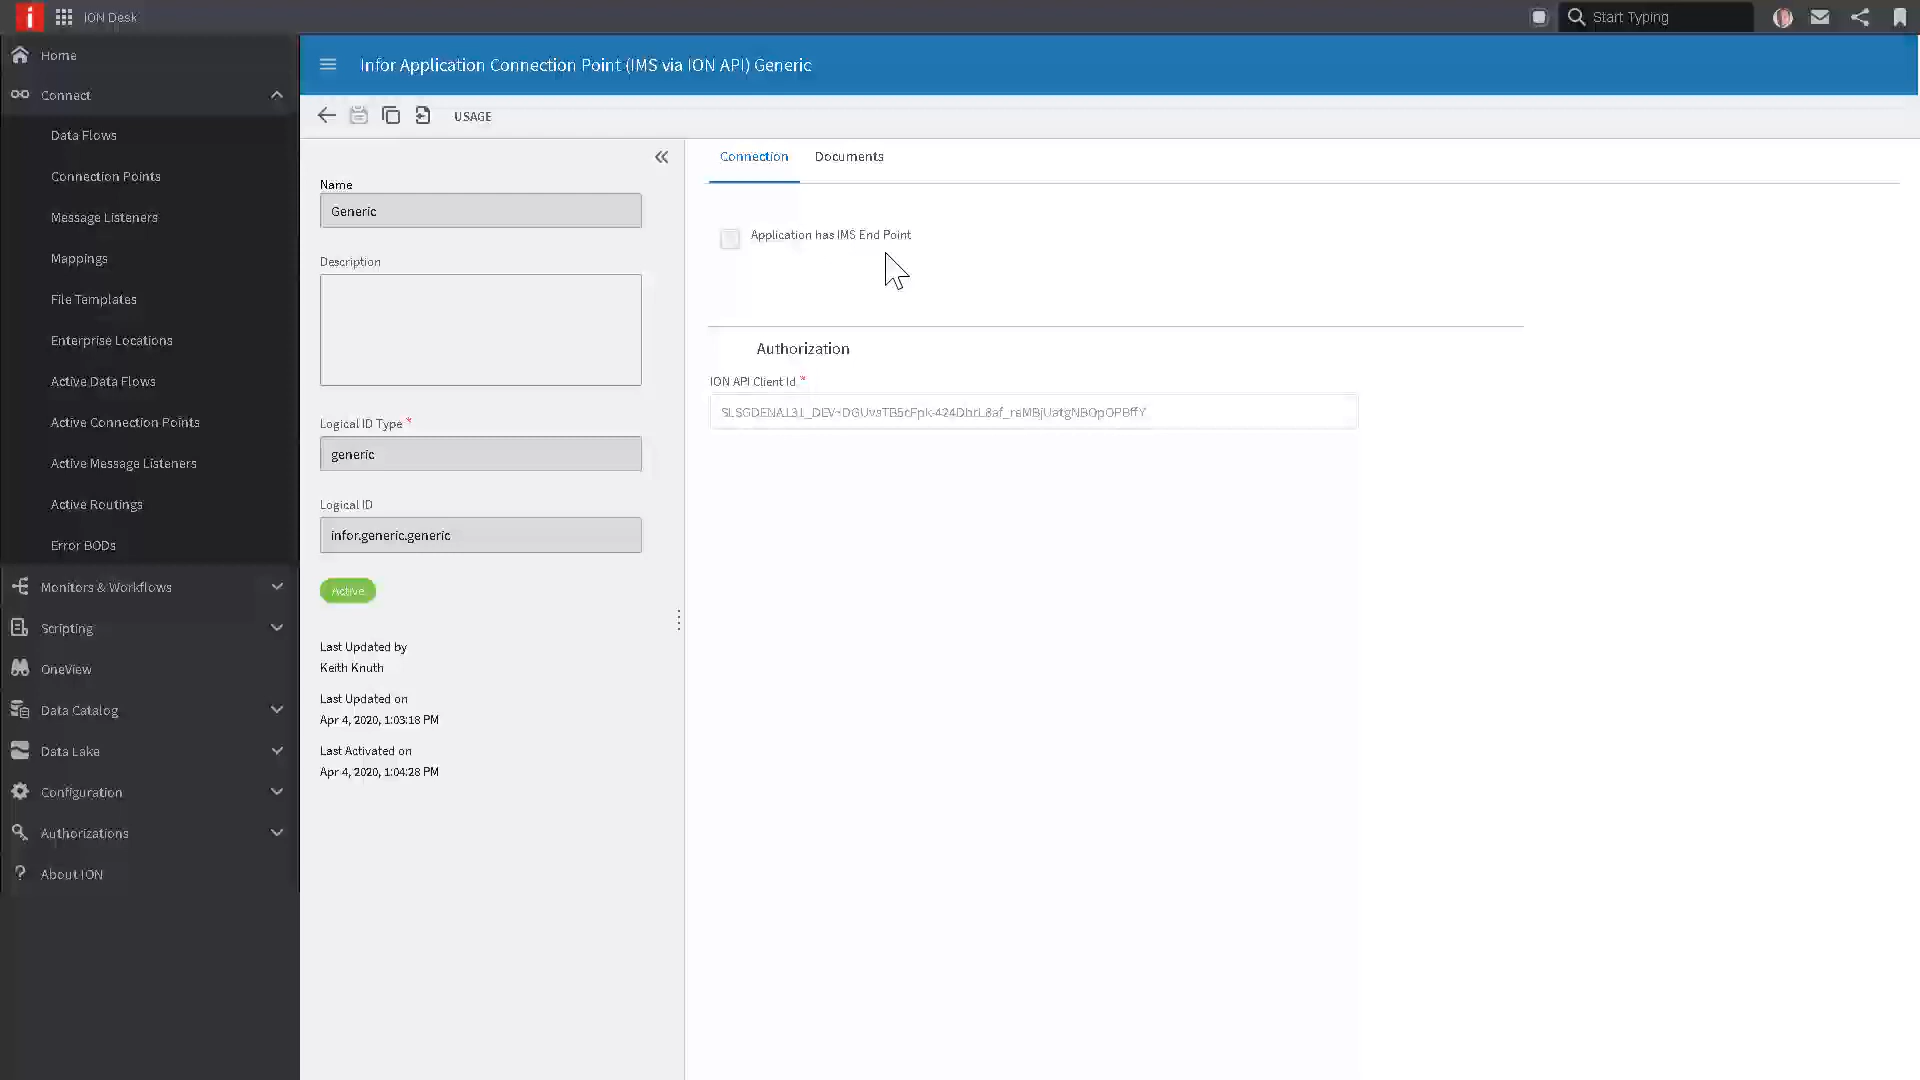 ION Desk
Start Typing
Home
Connect
Data Flows
Connection Points
Message Listeners
Mappings
File Templates
Enterprise Locations
Active Data Flows
Active Connection Points
Active Message Listeners
Active Routings
Error BODs
Monitors & Workflows
Scripting
OneView
Data Catalog
Data Lake
Configuration
Authorizations
About ION
Infor Application Connection Point (IMS via ION API) Generic
USAGE
Name
Generic
Description
Logical ID Type *
generic
Logical ID
infor.generic.generic
Active
Last Updated by
Keith Knuth
Last Updated on
Apr 4, 2020, 1:03:18 PM
Last Activated on
Apr 4, 2020, 1:04:28 PM
Connection Documents
Application has IMS End Point
Authorization
ION API Client Id *